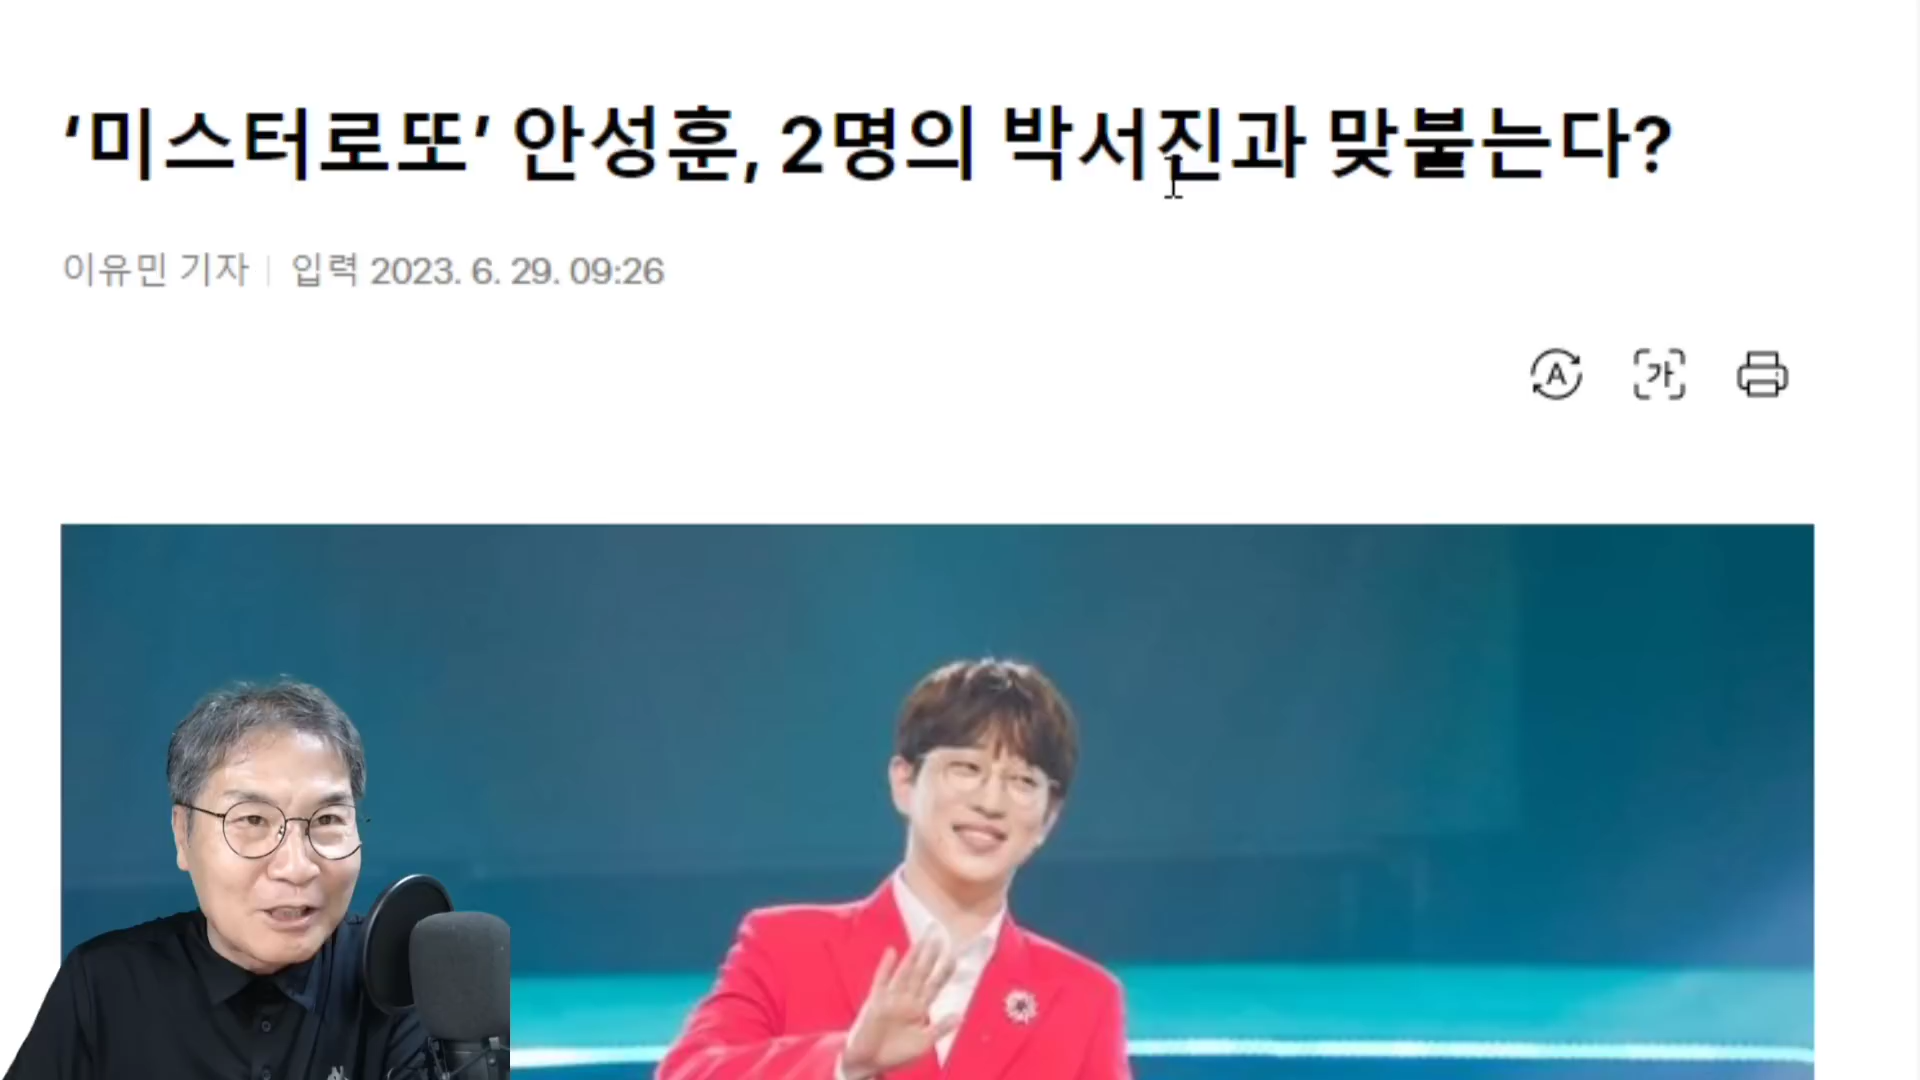 ‘미스터로또’ 안성훈, 2명의 박서진과 맞붙는다?
이유민 기자 | 입력 2023. 6. 29. 09:26
A 가